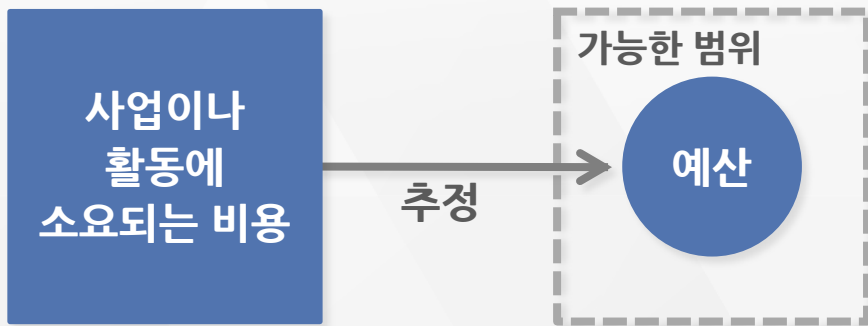 사업이나
활동에
소요되는 비용
추정
가능한 범위
예산